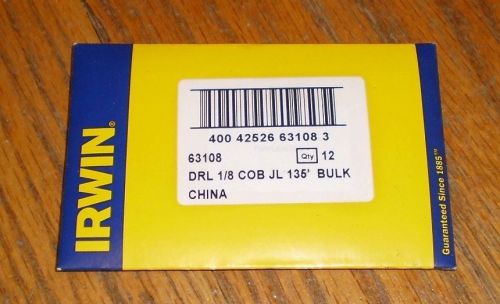 IRWIN®
400 42526 63108 3
63108 Qty 12
DRL 1/8 COB JL 135' BULK
CHINA
Guaranteed Since 1885™